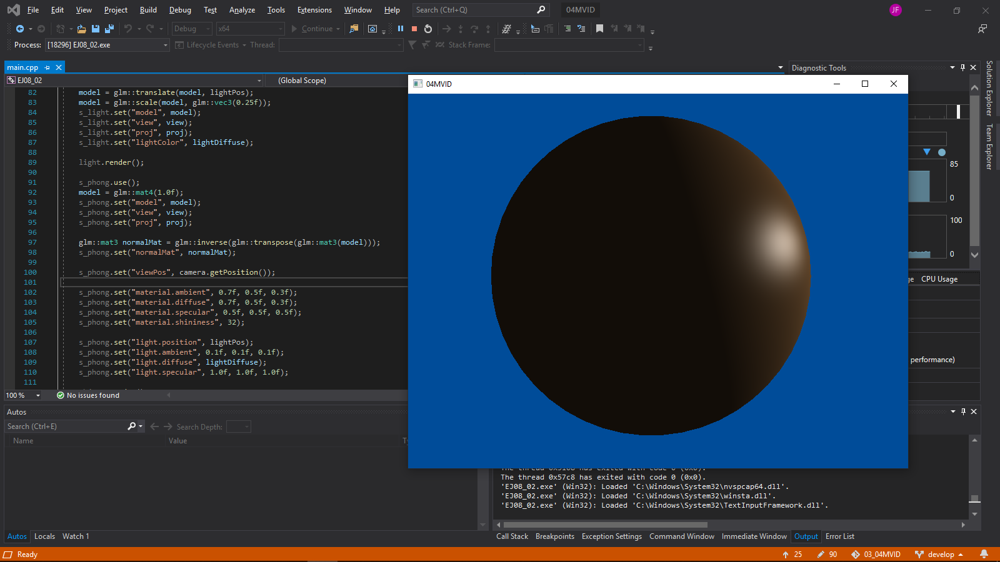 File Edit View Project Build Debug Test Analyze Tools Extensions Window Help Search (Ctrl+Q) 04MVID JF
Debug x64 Continue
Process: [18296] EJ08_02.exe Lifecycle Events Thread: Stack Frame:
main.cpp
Diagnostic Tools
EJ08_02 (Global Scope)
04MVID
82 model = glm::translate(model, lightPos);
83 model = glm::scale(model, glm::vec3(0.25f));
84 s_light.set("model", model);
85 s_light.set("view", view);
86 s_light.set("proj", proj);
87 s_light.set("lightColor", lightDiffuse);
88
89 light.render();
90
91 s_phong.use();
92 model = glm::mat4(1.0f);
93 s_phong.set("model", model);
94 s_phong.set("view", view);
95 s_phong.set("proj", proj);
96
97 glm::mat3 normalMat = glm::inverse(glm::transpose(glm::mat3(model)));
98 s_phong.set("normalMat", normalMat);
99
100 s_phong.set("viewPos", camera.getPosition());
101
102 s_phong.set("material.ambient", 0.7f, 0.5f, 0.3f);
103 s_phong.set("material.diffuse", 0.7f, 0.5f, 0.3f);
104 s_phong.set("material.specular", 0.5f, 0.5f, 0.5f);
105 s_phong.set("material.shininess", 32);
106
107 s_phong.set("light.position", lightPos);
108 s_phong.set("light.ambient", 0.1f, 0.1f, 0.1f);
109 s_phong.set("light.diffuse", lightDiffuse);
110 s_phong.set("light.specular", 1.0f, 1.0f, 1.0f);
111
100 % No issues found
85
0
100
0
ge CPU Usage
performance)
Solution Explorer
Team Explorer
Autos
Search (Ctrl+E) Search Depth:
Name Value Ty
The thread 0x5108 has exited with code 0 (0x0).
The thread 0x57c8 has exited with code 0 (0x0).
'EJ08_02.exe' (Win32): Loaded 'C:\Windows\System32\nvspcap64.dll'.
'EJ08_02.exe' (Win32): Loaded 'C:\Windows\System32\winsta.dll'.
'EJ08_02.exe' (Win32): Loaded 'C:\Windows\System32\TextInputFramework.dll'.
Autos Locals Watch 1
Call Stack Breakpoints Exception Settings Command Window Immediate Window Output Error List
Ready 25 90 03_04MVID develop